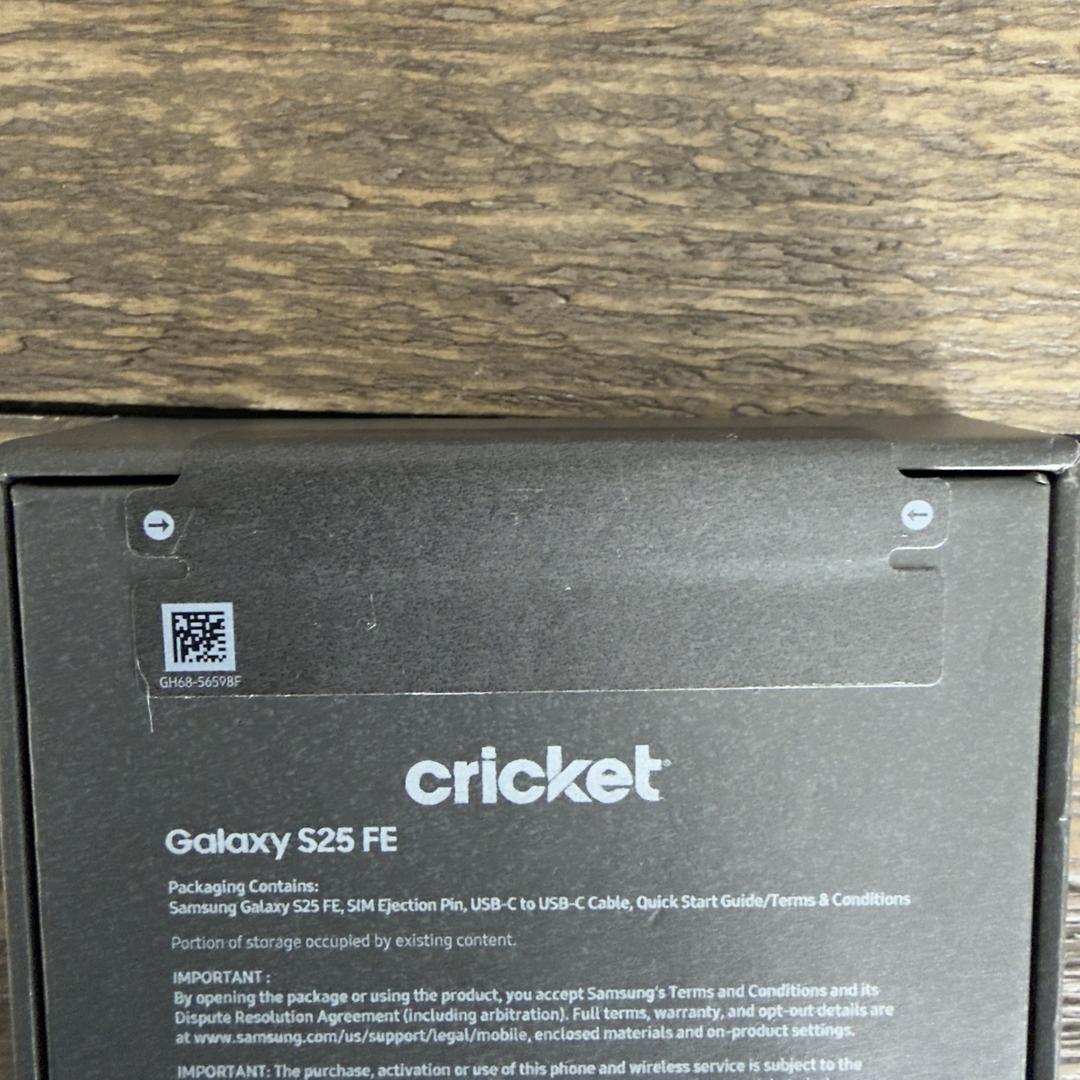 GH68-56598F
cricket
Galaxy S25 FE
Packaging Contains:
Samsung Galaxy S25 FE, SIM Ejection Pin, USB-C to USB-C Cable, Quick Start Guide/Terms & Conditions
Portion of storage occupied by existing content.
IMPORTANT :
By opening the package or using the product, you accept Samsung's Terms and Conditions and its
Dispute Resolution Agreement (including arbitration). Full terms, warranty, and opt-out details are
at www.samsung.com/us/support/legal/mobile, enclosed materials and on-product settings.
IMPORTANT: The purchase, activation or use of this phone and wireless service is subject to the